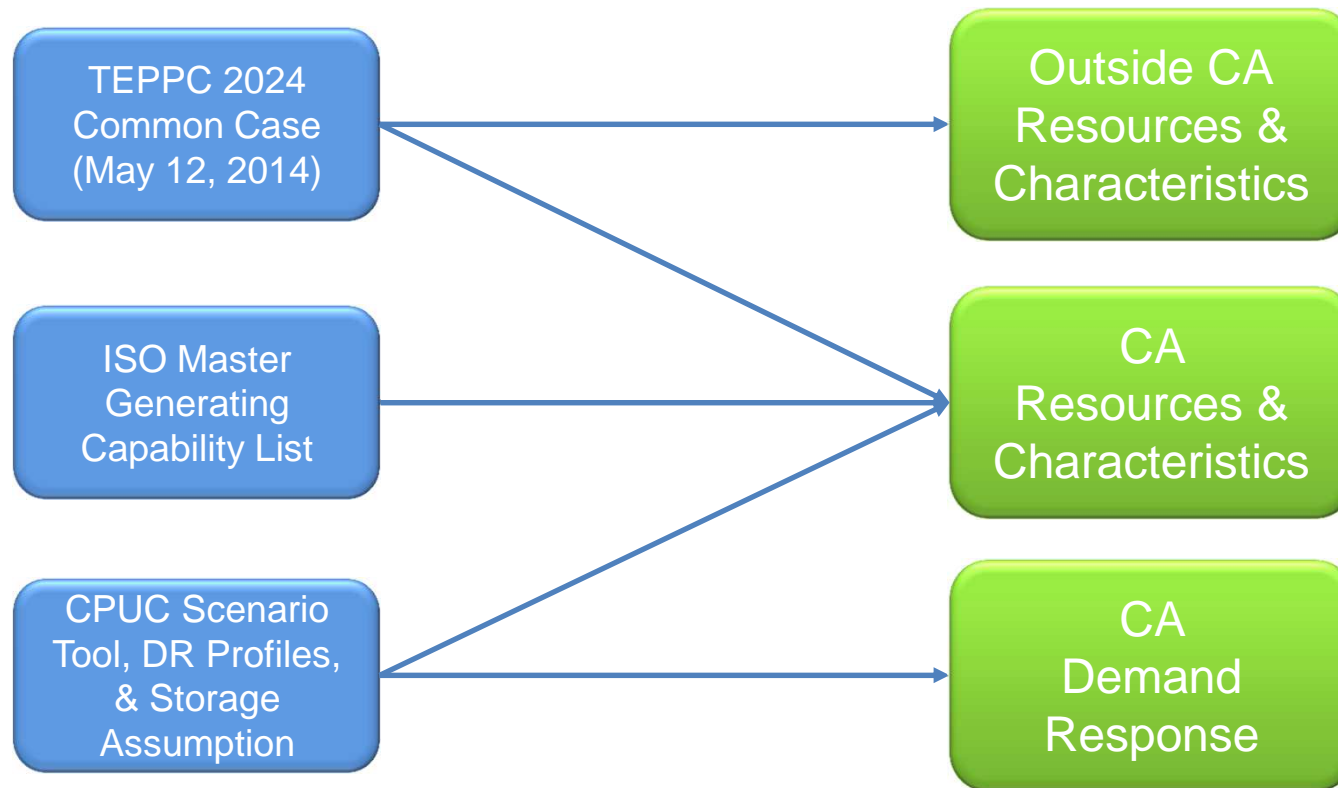 TEPPC 2024
Common Case
(May 12, 2014)
Outside CA
Resources &
Characteristics
ISO Master
Generating
Capability List
CA
Resources &
Characteristics
CPUC Scenario
Tool, DR Profiles,
& Storage
Assumption
CA
Demand
Response